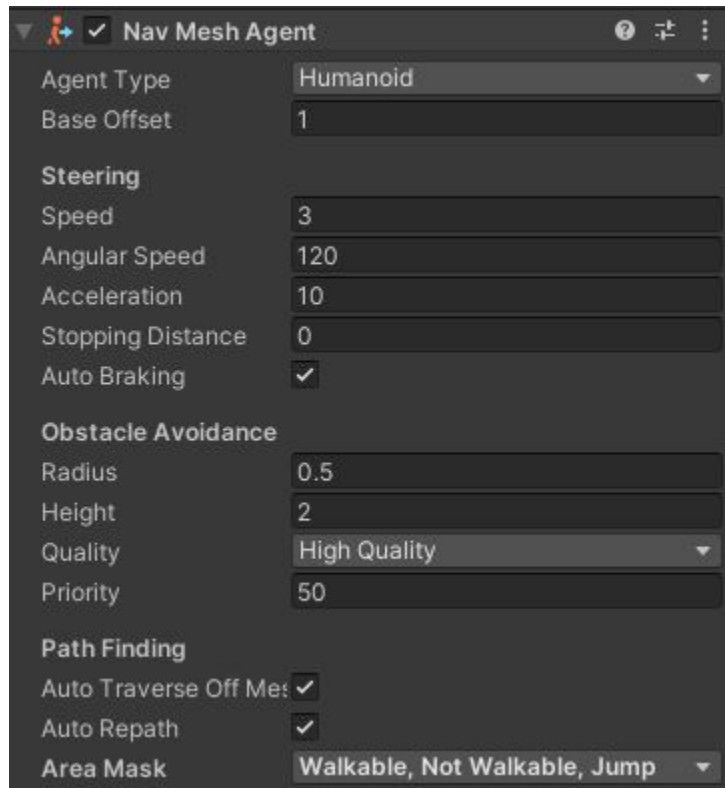 Nav Mesh Agent
Agent Type Humanoid
Base Offset 1
Steering
Speed 3
Angular Speed 120
Acceleration 10
Stopping Distance 0
Auto Braking
Obstacle Avoidance
Radius 0.5
Height 2
Quality High Quality
Priority 50
Path Finding
Auto Traverse Off Mes
Auto Repath
Area Mask Walkable, Not Walkable, Jump